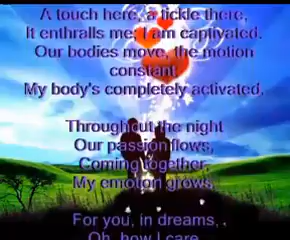 A touch here, a tickle there,
It enthralls me; I am captivated.
Our bodies move, the motion
constant
My body's completely activated,
Throughout the night
Our passion flows,
Coming together,
My emotion grows
For you, in dreams,
Oh, how I care